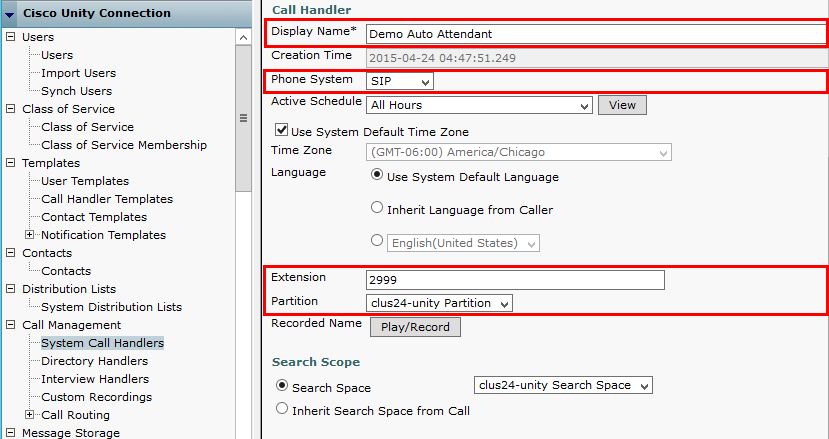 Cisco Unity Connection
Users
Users
Import Users
Synch Users
Class of Service
Class of Service
Class of Service Membership
Templates
User Templates
Call Handler Templates
Contact Templates
Notification Templates
Contacts
Contacts
Distribution Lists
System Distribution Lists
Call Management
System Call Handlers
Directory Handlers
Interview Handlers
Custom Recordings
Call Routing
Message Storage
Call Handler
Display Name* Demo Auto Attendant
Creation Time 2015-04-24 04:47:51.249
Phone System SIP
Active Schedule All Hours View
Use System Default Time Zone
Time Zone (GMT-06:00) America/Chicago
Language Use System Default Language
Inherit Language from Caller
English(United States)
Extension 2999
Partition clus24-unity Partition
Recorded Name Play/Record
Search Scope
Search Space clus24-unity Search Space
Inherit Search Space from Call